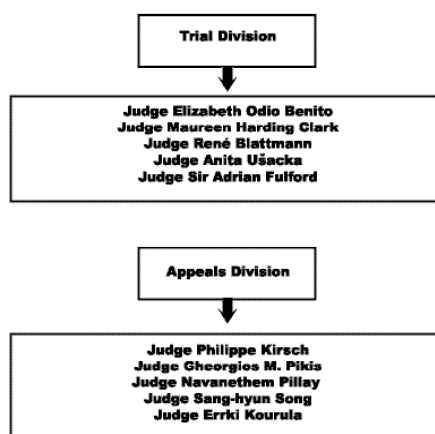 Trial Division
Judge Elizabeth Odio Benito
Judge Maureen Harding Clark
Judge René Blattmann
Judge Anita Ušacka
Judge Sir Adrian Fulford
Appeals Division
Judge Philippe Kirsch
Judge Gheorgios M. Pikis
Judge Navanethem Pillay
Judge Sang-hyun Song
Judge Errki Kourula